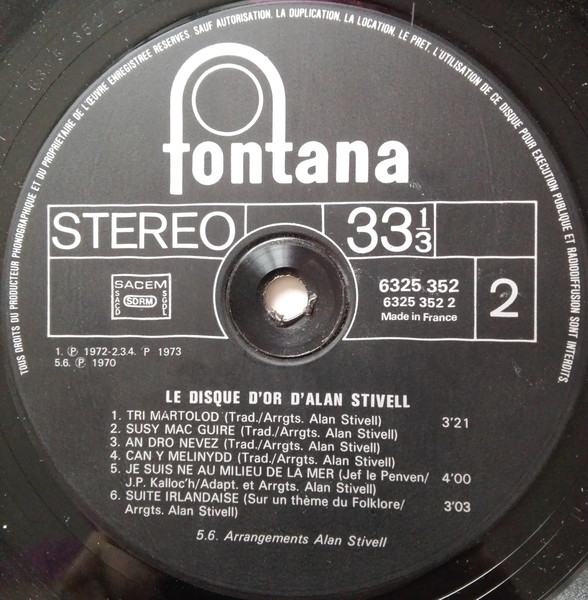 TOUS DROITS DU PRODUCTEUR PHONOGRAPHIQUE ET DU PROPRIETAIRE DE L'ŒUVRE ENREGISTREE RESERVES. SAUF AUTORISATION. LA DUPLICATION, LA LOCATION, LE PRET, L'UTILISATION DE CE DISQUE POUR EXECUTION PUBLIQUE ET RADIODIFFUSION SONT INTERDITS.
fontana
STEREO
33 1/3
SACEM
SACD
SDRM
SGDL
6325 352
6325 352 2
Made in France
2
1. ℗ 1972-2.3.4. P 1973
5.6. ℗ 1970
LE DISQUE D'OR D'ALAN STIVELL
1. TRI MARTOLOD (Trad./Arrgts. Alan Stivell) 3'21
2. SUSY MAC GUIRE (Trad./Arrgts. Alan Stivell)
3. AN DRO NEVEZ (Trad./Arrgts. Alan Stivell)
4. CAN Y MELINYDD (Trad./Arrgts. Alan Stivell)
5. JE SUIS NE AU MILIEU DE LA MER (Jef le Penven/ 4'00
J.P. Kalloc'h/Adapt. et Arrgts. Alan Stivell)
6. SUITE IRLANDAISE (Sur un thème du Folklore/ 3'03
Arrgts. Alan Stivell)
5.6. Arrangements Alan Stivell